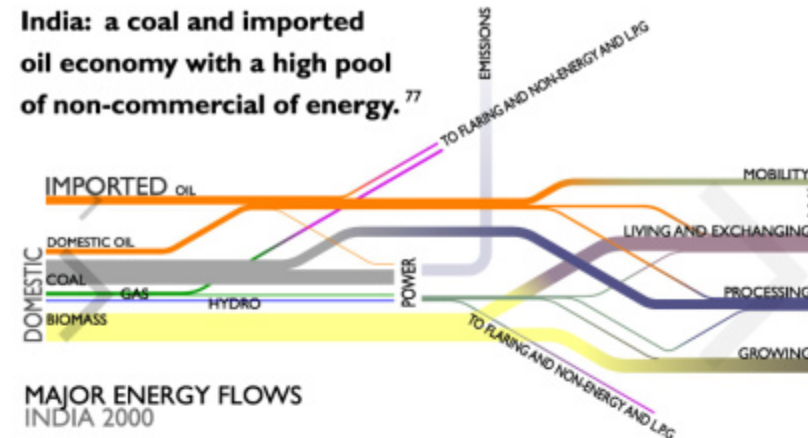 India: a coal and imported
oil economy with a high pool
of non-commercial of energy. 77
EMISSIONS
TO FLARING AND NON-ENERGY AND L.P.G
IMPORTED OIL
MOBILITY
DOMESTIC OIL
LIVING AND EXCHANGING
DOMESTIC
COAL
POWER
GAS
PROCESSING
HYDRO
BIOMASS
TO FLARING AND NON-ENERGY AND L.P.G
GROWING
MAJOR ENERGY FLOWS
INDIA 2000